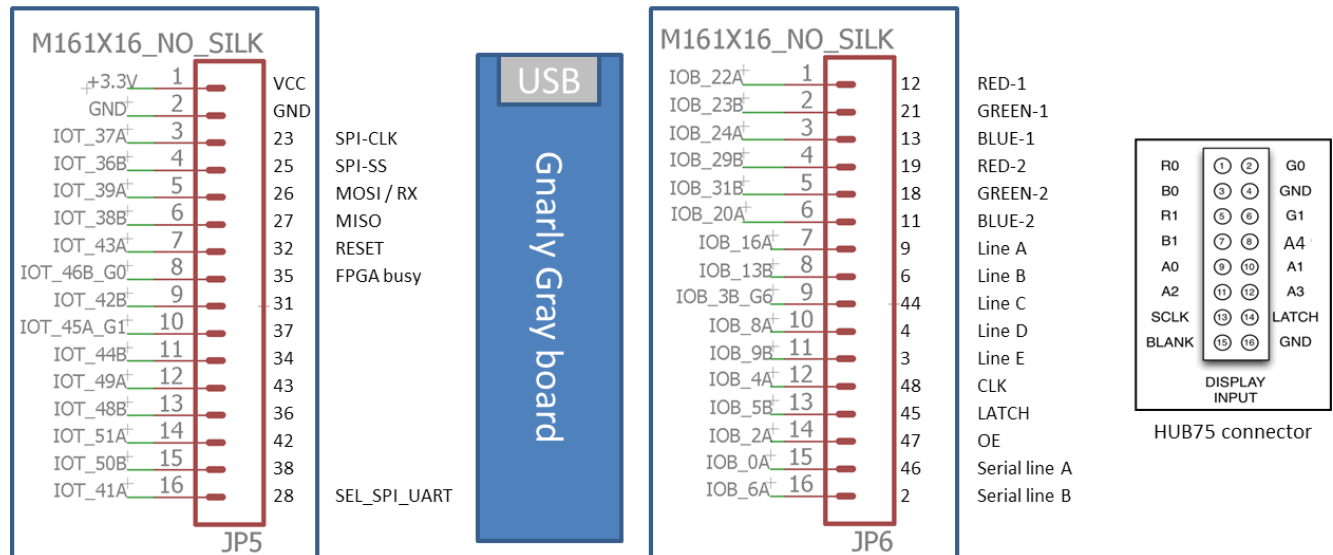 M161X16_NO_SILK
+3.3V 1 VCC
GND 2 GND
IOT_37A 3 23 SPI-CLK
IOT_36B 4 25 SPI-SS
IOT_39A 5 26 MOSI / RX
IOT_38B 6 27 MISO
IOT_43A 7 32 RESET
IOT_46B_G0 8 35 FPGA busy
IOT_42B 9 31
IOT_45A_G1 10 37
IOT_44B 11 34
IOT_49A 12 43
IOT_48B 13 36
IOT_51A 14 42
IOT_50B 15 38
IOT_41A 16 28 SEL_SPI_UART
JP5
USB
Gnarly Gray board
M161X16_NO_SILK
IOB_22A 1 12 RED-1
IOB_23B 2 21 GREEN-1
IOB_24A 3 13 BLUE-1
IOB_29B 4 19 RED-2
IOB_31B 5 18 GREEN-2
IOB_20A 6 11 BLUE-2
IOB_16A 7 9 Line A
IOB_13B 8 6 Line B
IOB_3B_G6 9 44 Line C
IOB_8A 10 4 Line D
IOB_9B 11 3 Line E
IOB_4A 12 48 CLK
IOB_5B 13 45 LATCH
IOB_2A 14 47 OE
IOB_0A 15 46 Serial line A
IOB_6A 16 2 Serial line B
JP6
R0 1 2 G0
B0 3 4 GND
R1 5 6 G1
B1 7 8 A4
A0 9 10 A1
A2 11 12 A3
SCLK 13 14 LATCH
BLANK 15 16 GND
DISPLAY
INPUT
HUB75 connector